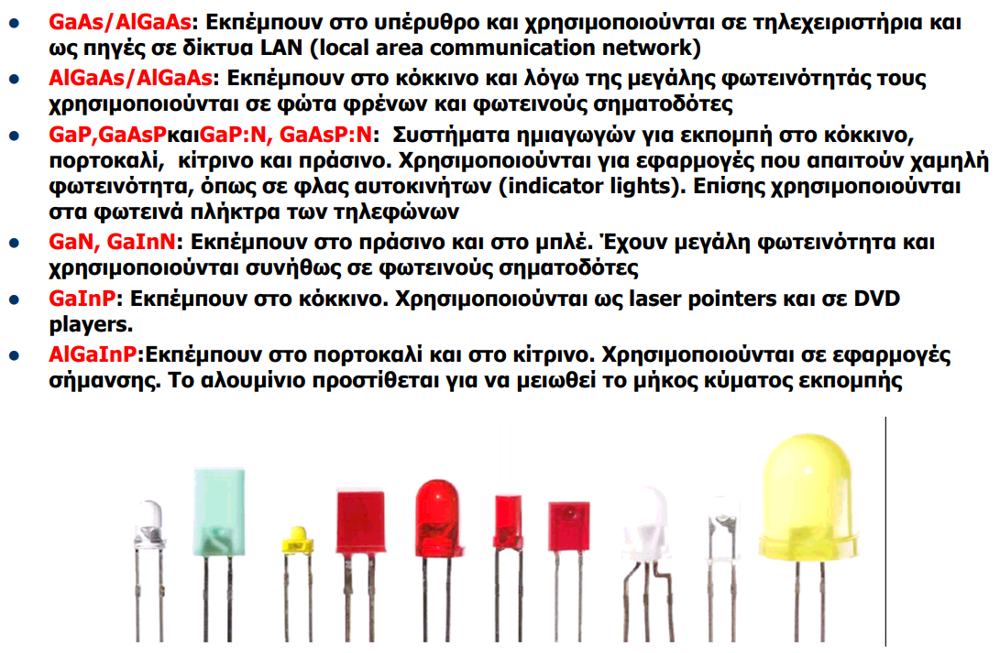 • GaAs/AlGaAs: Εκπέμπουν στο υπέρυθρο και χρησιμοποιούνται σε τηλεχειριστήρια και
ως πηγές σε δίκτυα LAN (local area communication network)
• AlGaAs/AlGaAs: Εκπέμπουν στο κόκκινο και λόγω της μεγάλης φωτεινότητάς τους
χρησιμοποιούνται σε φώτα φρένων και φωτεινούς σηματοδότες
• GaP,GaAsPκαιGaP:N, GaAsP:N: Συστήματα ημιαγωγών για εκπομπή στο κόκκινο,
πορτοκαλί, κίτρινο και πράσινο. Χρησιμοποιούνται για εφαρμογές που απαιτούν χαμηλή
φωτεινότητα, όπως σε φλας αυτοκινήτων (indicator lights). Επίσης χρησιμοποιούνται
στα φωτεινά πλήκτρα των τηλεφώνων
• GaN, GaInN: Εκπέμπουν στο πράσινο και στο μπλέ. Έχουν μεγάλη φωτεινότητα και
χρησιμοποιούνται συνήθως σε φωτεινούς σηματοδότες
• GaInP: Εκπέμπουν στο κόκκινο. Χρησιμοποιούνται ως laser pointers και σε DVD
players.
• AlGaInP:Εκπέμπουν στο πορτοκαλί και στο κίτρινο. Χρησιμοποιούνται σε εφαρμογές
σήμανσης. Το αλουμίνιο προστίθεται για να μειωθεί το μήκος κύματος εκπομπής